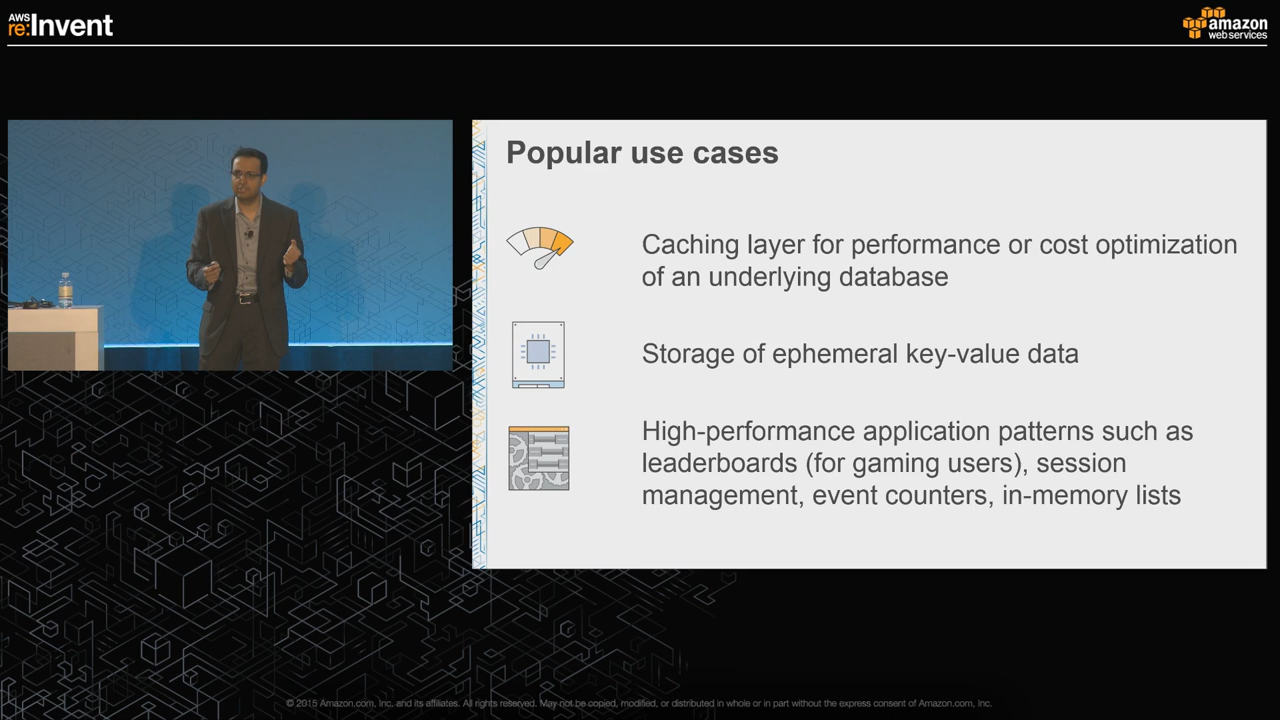 AWS
re:Invent
amazon
web services
Popular use cases
Caching layer for performance or cost optimization
of an underlying database
Storage of ephemeral key-value data
High-performance application patterns such as
leaderboards (for gaming users), session
management, event counters, in-memory lists
© 2015 Amazon.com, Inc. and its affiliates. All rights reserved. May not be copied, modified, or distributed in whole or in part without the express consent of Amazon.com, Inc.